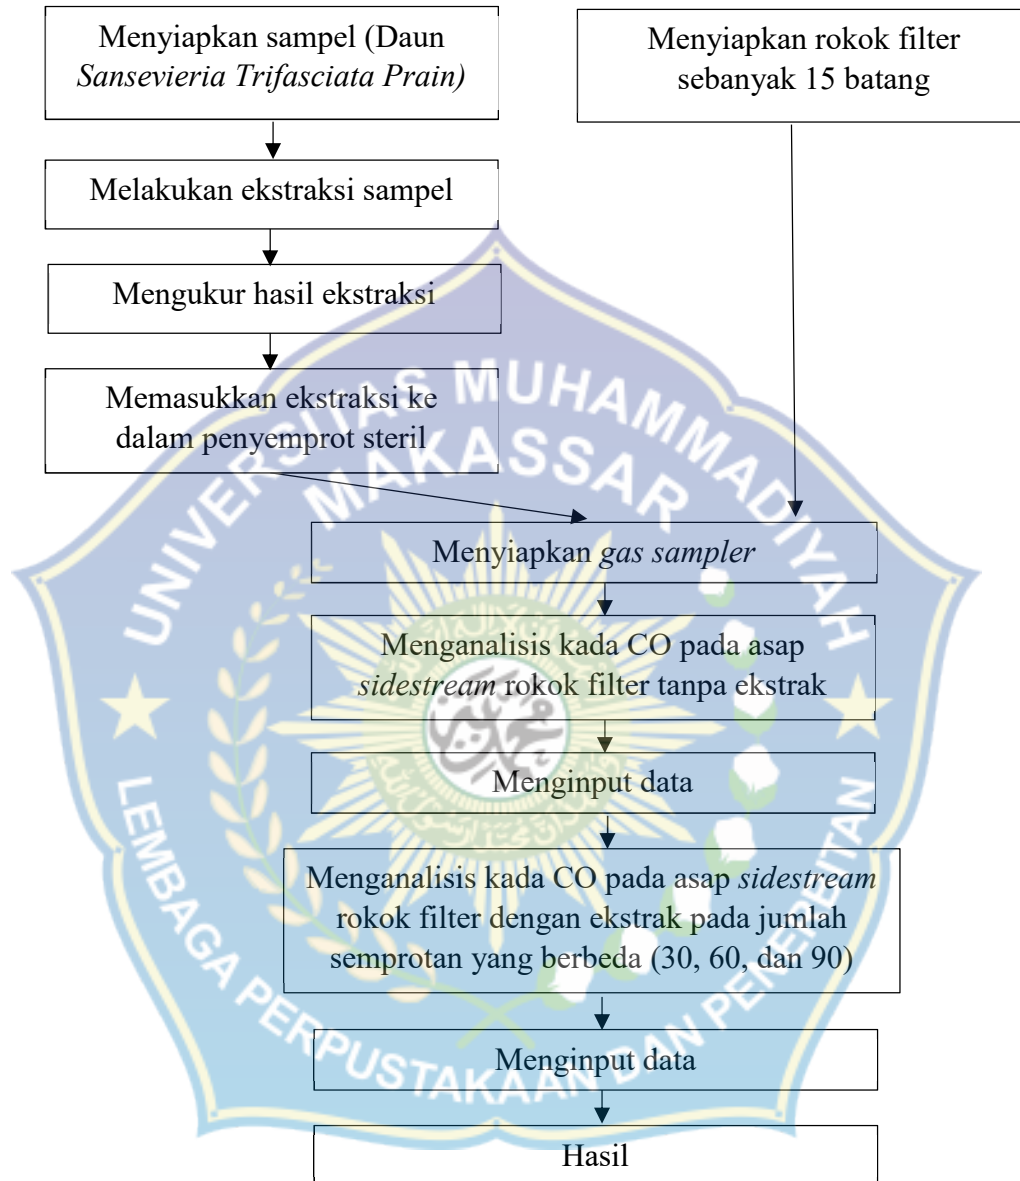 Menyiapkan sampel (Daun
Sansevieria Trifasciata Prain)
Menyiapkan rokok filter
sebanyak 15 batang
Melakukan ekstraksi sampel
Mengukur hasil ekstraksi
Memasukkan ekstraksi ke
dalam penyemprot steril
Menyiapkan gas sampler
Menganalisis kada CO pada asap
sidestream rokok filter tanpa ekstrak
Menginput data
Menganalisis kada CO pada asap sidestream
rokok filter dengan ekstrak pada jumlah
semprotan yang berbeda (30, 60, dan 90)
Menginput data
Hasil
UNIVERSITAS MUHAMMADIYAH
MAKASSAR
LEMBAGA PERPUSTAKAAN DAN PENERBITAN